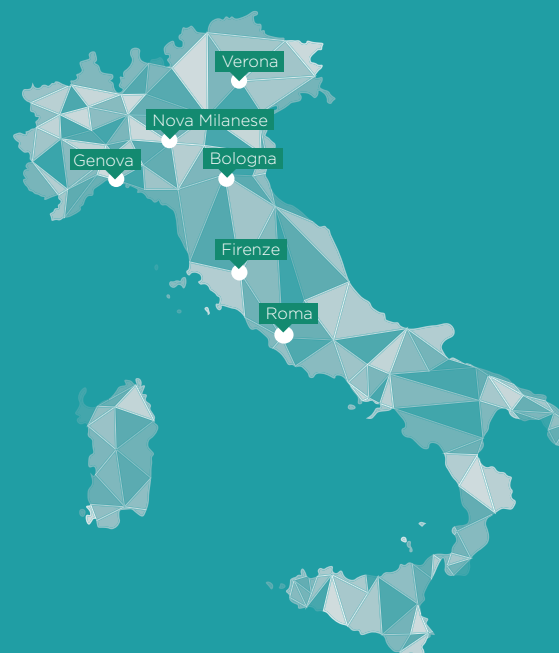 Verona
Nova Milanese
Genova
Bologna
Firenze
Roma